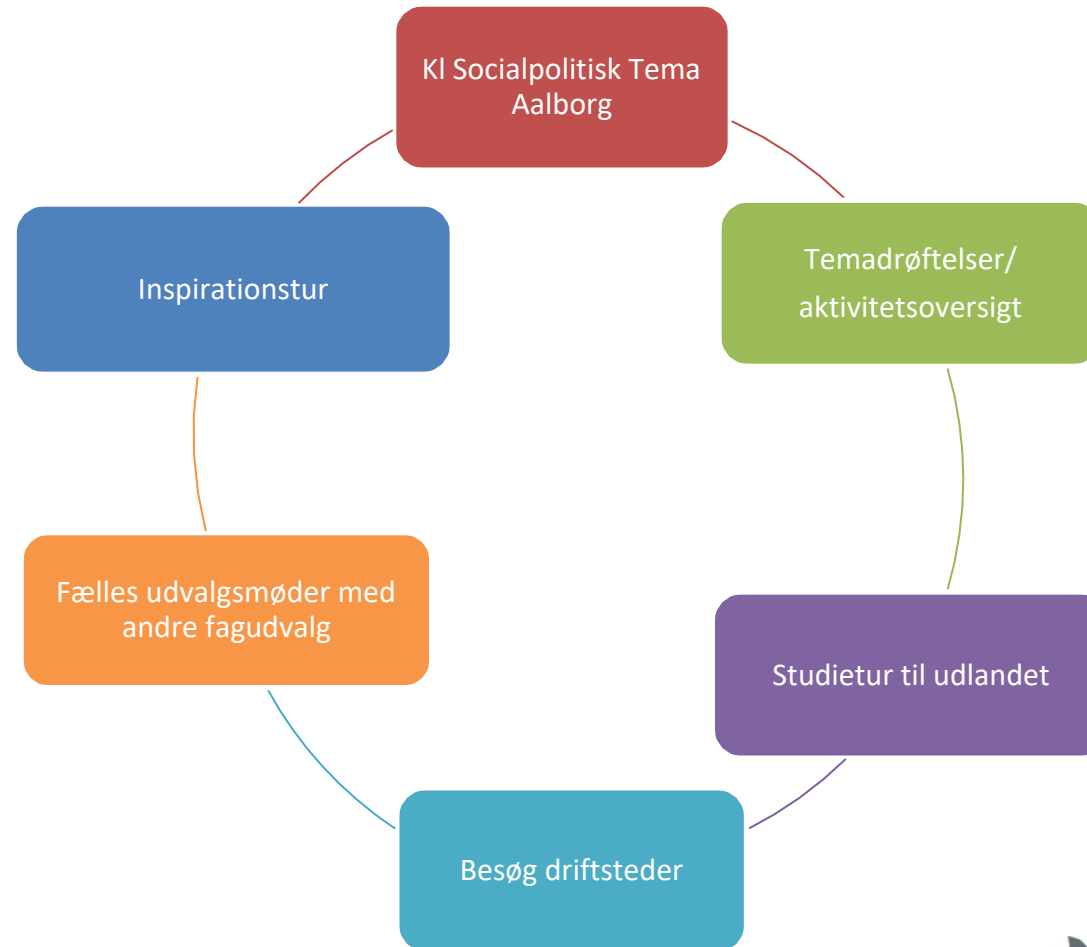 Kl Socialpolitisk Tema
Aalborg
Temadrøftelser/
aktivitetsoversigt
Studietur til udlandet
Besøg driftsteder
Fælles udvalgsmøder med
andre fagudvalg
Inspirationstur